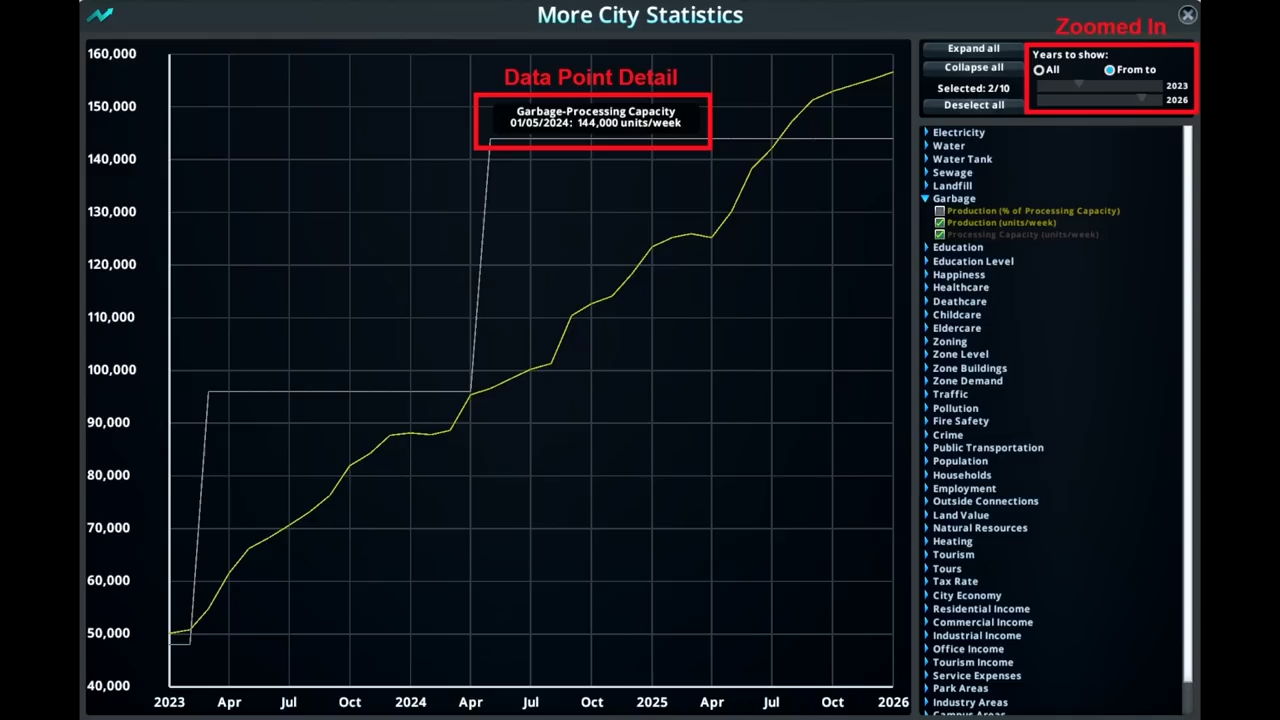 More City Statistics
Zoomed In
Data Point Detail
Garbage-Processing Capacity
01/05/2024: 144,000 units/week
160,000
150,000
140,000
130,000
120,000
110,000
100,000
90,000
80,000
70,000
60,000
50,000
40,000
2023
Apr
Jul
Oct
2024
Apr
Jul
Oct
2025
Apr
Jul
Oct
2026
Expand all
Collapse all
Selected: 2/10
Deselect all
Years to show:
All
From to
2023
2026
Electricity
Water
Water Tank
Sewage
Landfill
Garbage
Production (% of Processing Capacity)
Production (units/week)
Processing Capacity (units/week)
Education
Education Level
Happiness
Healthcare
Deathcare
Childcare
Eldercare
Zoning
Zone Level
Zone Buildings
Zone Demand
Traffic
Pollution
Fire Safety
Crime
Public Transportation
Population
Households
Employment
Outside Connections
Land Value
Natural Resources
Heating
Tourism
Tours
Tax Rate
City Economy
Residential Income
Commercial Income
Industrial Income
Office Income
Tourism Income
Service Expenses
Park Areas
Industry Areas
Campus Areas